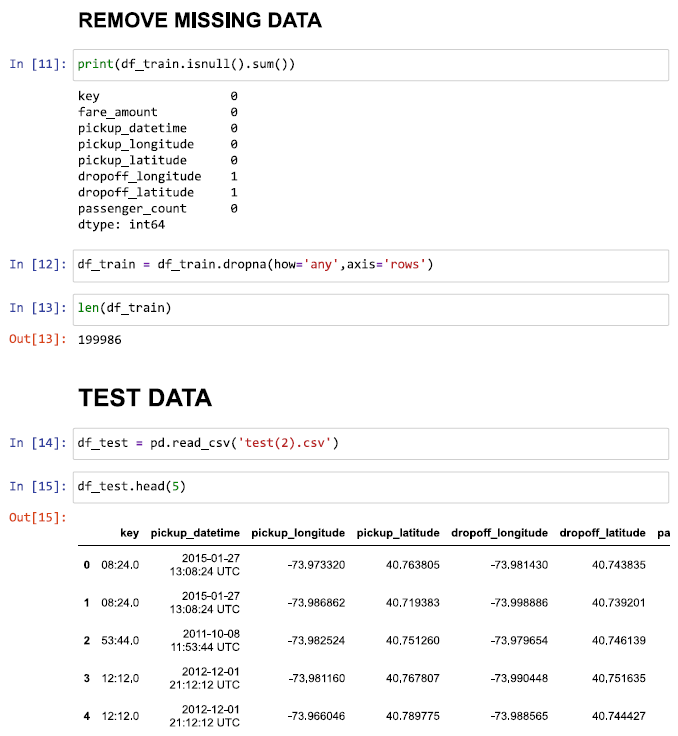 REMOVE MISSING DATA
In [11]: print(df_train.isnull().sum())
key 0
fare_amount 0
pickup_datetime 0
pickup_longitude 0
pickup_latitude 0
dropoff_longitude 1
dropoff_latitude 1
passenger_count 0
dtype: int64
In [12]: df_train = df_train.dropna(how='any',axis='rows')
In [13]: len(df_train)
Out[13]: 199986
TEST DATA
In [14]: df_test = pd.read_csv('test(2).csv')
In [15]: df_test.head(5)
Out[15]:
key pickup_datetime pickup_longitude pickup_latitude dropoff_longitude dropoff_latitude pa
0 08:24.0 2015-01-27 13:08:24 UTC -73.973320 40.763805 -73.981430 40.743835
1 08:24.0 2015-01-27 13:08:24 UTC -73.986862 40.719383 -73.998886 40.739201
2 53:44.0 2011-10-08 11:53:44 UTC -73.982524 40.751260 -73.979654 40.746139
3 12:12.0 2012-12-01 21:12:12 UTC -73.981160 40.767807 -73.990448 40.751635
4 12:12.0 2012-12-01 21:12:12 UTC -73.966046 40.789775 -73.988565 40.744427